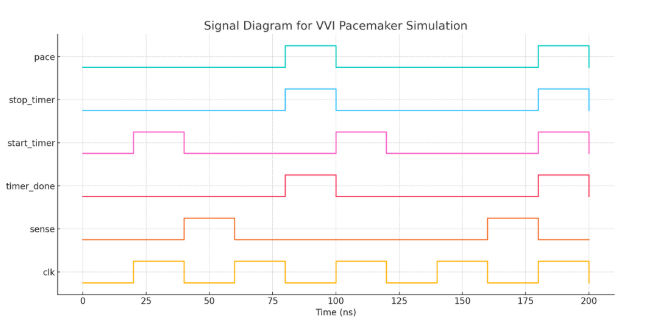 Signal Diagram for VVI Pacemaker Simulation
pace
stop_timer
start_timer
timer_done
sense
clk
0 25 50 75 100 125 150 175 200
Time (ns)